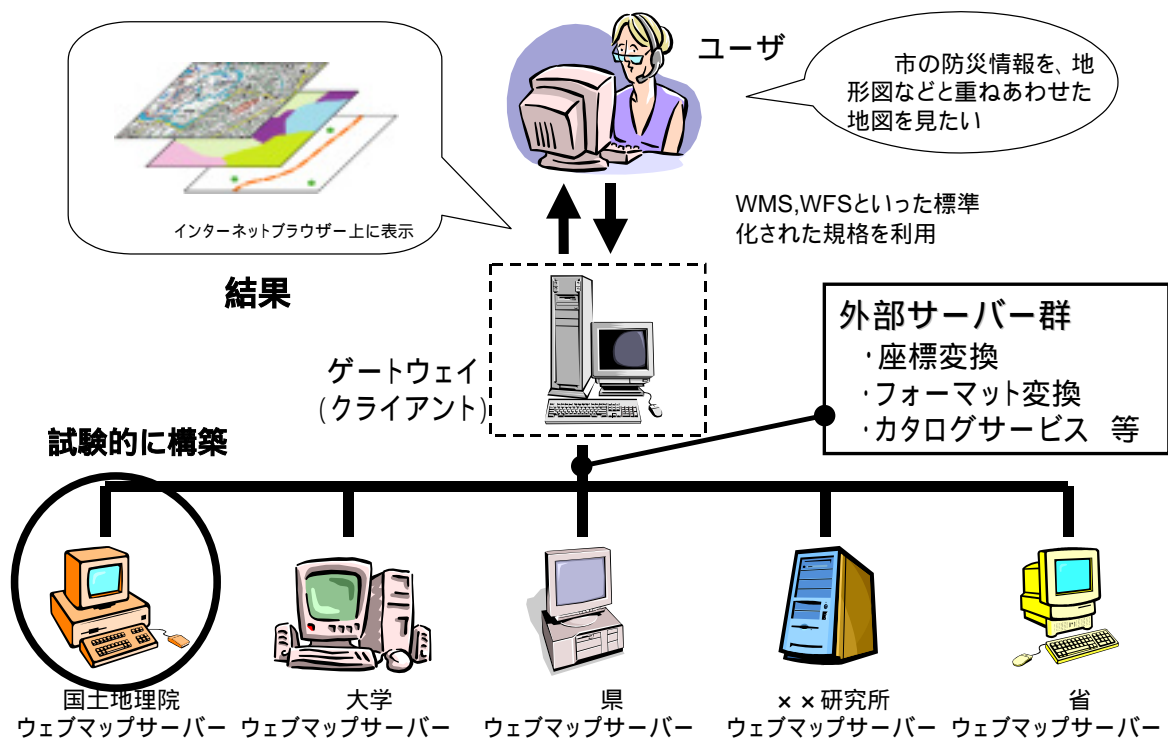 ユーザ
市の防災情報を、地
形図などと重ねあわせた
地図を見たい
インターネットブラウザー上に表示
結果
WMS,WFSといった標準
化された規格を利用
ゲートウェイ
(クライアント)
外部サーバー群
・座標変換
・フォーマット変換
・カタログサービス 等
試験的に構築
国土地理院
ウェブマップサーバー
大学
ウェブマップサーバー
県
ウェブマップサーバー
××研究所
ウェブマップサーバー
省
ウェブマップサーバー